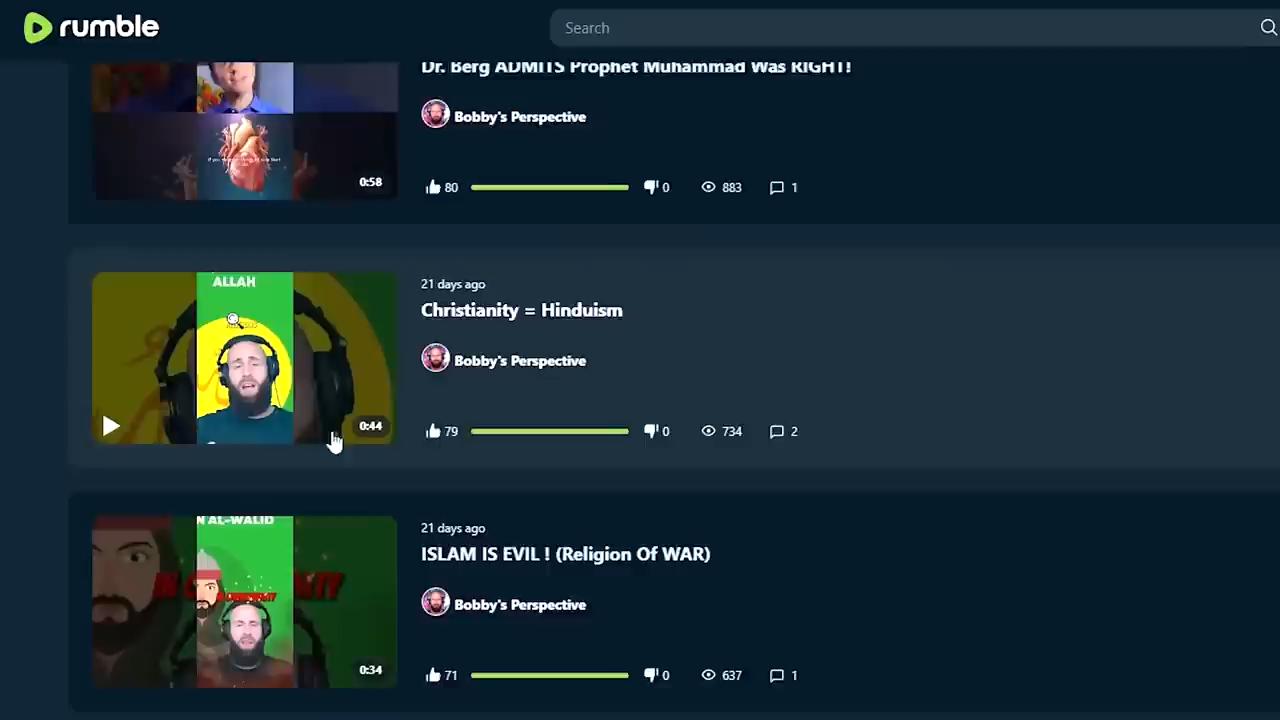 rumble
Search
Dr. Berg ADMITS Prophet Muhammad Was RIGHT!
Bobby's Perspective
0:58
80
0
883
1
ALLAH
21 days ago
Christianity = Hinduism
Bobby's Perspective
0:44
79
0
734
2
N AL-WALID
21 days ago
ISLAM IS EVIL ! (Religion Of WAR)
Bobby's Perspective
0:34
71
0
637
1